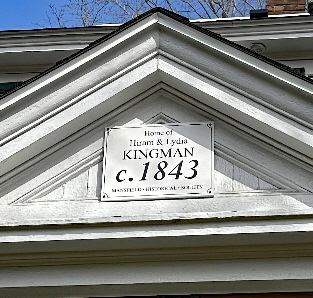 Home of
Hiram & Lydia
KINGMAN
c.1843
MANSFIELD • HISTORICAL • SOCIETY